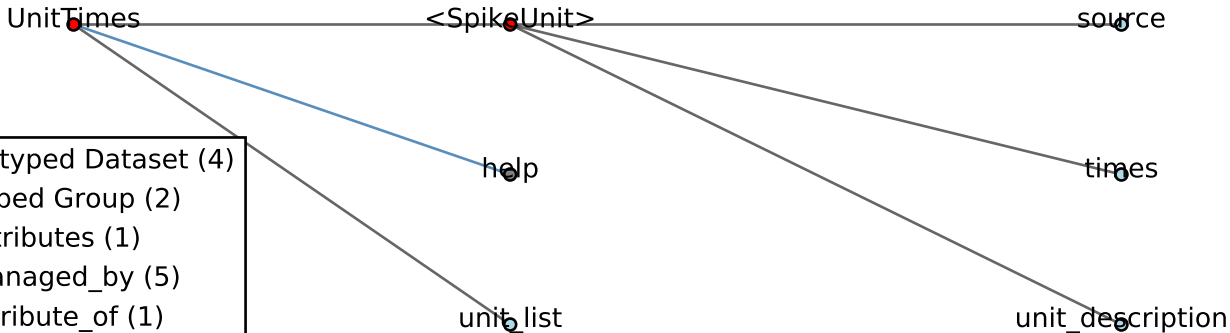 UnitTimes <SpikeUnit> source
help times
typed Dataset (4)
ped Group (2)
tributes (1)
anaged_by (5)
ribute_of (1)
unit_list unit_description